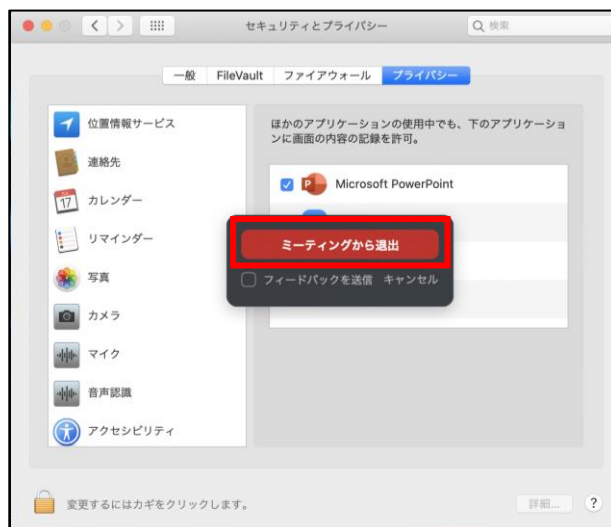 セキュリティとプライバシー
検索
一般 FileVault ファイアウォール プライバシー
位置情報サービス
連絡先
17
カレンダー
リマインダー
写真
カメラ
マイク
音声認識
アクセシビリティ
ほかのアプリケーションの使用中でも、下のアプリケーショ
ンに画面の内容の記録を許可。
Microsoft PowerPoint
ミーティングから退出
フィードバックを送信 キャンセル
変更するにはカギをクリックします。
詳細...
?